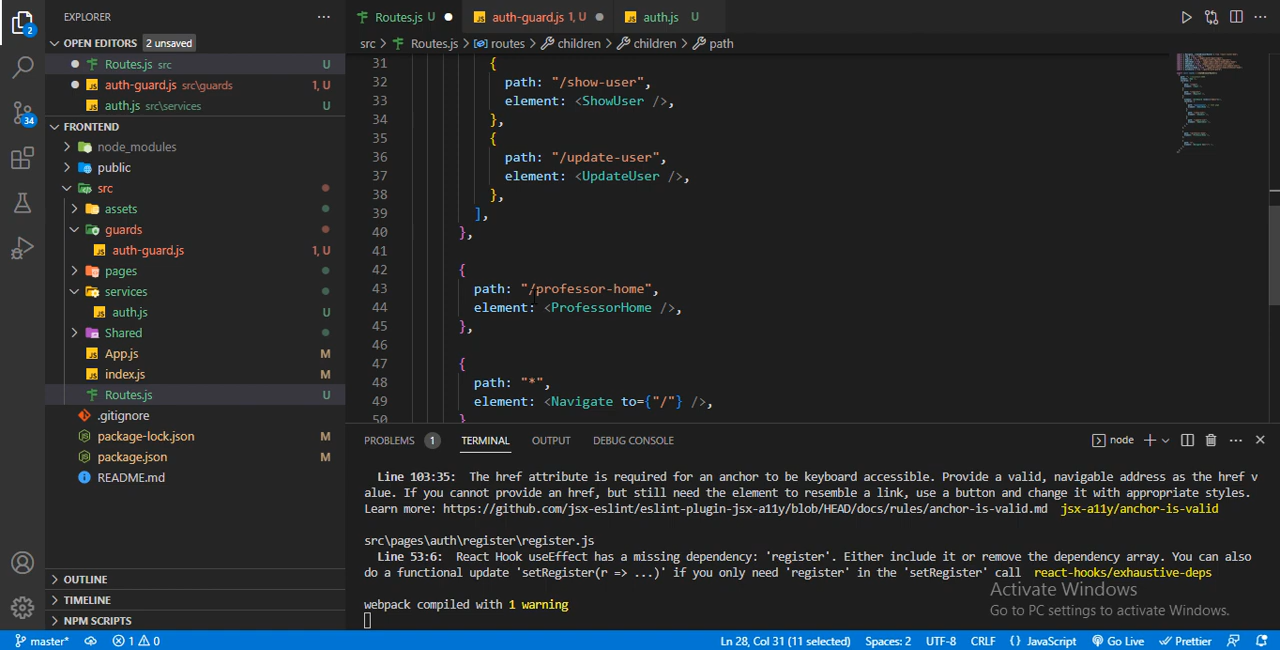 EXPLORER
OPEN EDITORS 2 unsaved
Routes.js src U
auth-guard.js src\guards 1, U
auth.js src\services U
FRONTEND
node_modules
public
src
assets
guards
auth-guard.js 1, U
pages
services
auth.js U
Shared
App.js M
index.js M
Routes.js U
.gitignore
package-lock.json M
package.json M
README.md
OUTLINE
TIMELINE
NPM SCRIPTS
2
34
Routes.js U
auth-guard.js 1, U
auth.js U
src > Routes.js > routes > children > children > path
31 {
32 path: "/show-user",
33 element: <ShowUser />,
34 },
35 {
36 path: "/update-user",
37 element: <UpdateUser />,
38 },
39 ],
40 },
41
42 {
43 path: "/professor-home",
44 element: <ProfessorHome />,
45 },
46
47 {
48 path: "*",
49 element: <Navigate to={"/"} />,
50 }
PROBLEMS 1 TERMINAL OUTPUT DEBUG CONSOLE node
Line 103:35: The href attribute is required for an anchor to be keyboard accessible. Provide a valid, navigable address as the href v
alue. If you cannot provide an href, but still need the element to resemble a link, use a button and change it with appropriate styles.
Learn more: https://github.com/jsx-eslint/eslint-plugin-jsx-a11y/blob/HEAD/docs/rules/anchor-is-valid.md jsx-a11y/anchor-is-valid
src\pages\auth\register\register.js
Line 53:6: React Hook useEffect has a missing dependency: 'register'. Either include it or remove the dependency array. You can also
do a functional update 'setRegister(r => ...)' if you only need 'register' in the 'setRegister' call react-hooks/exhaustive-deps
webpack compiled with 1 warning
Activate Windows
Go to PC settings to activate Windows.
master* 1 0 Ln 28, Col 31 (11 selected) Spaces: 2 UTF-8 CRLF {} JavaScript Go Live Prettier